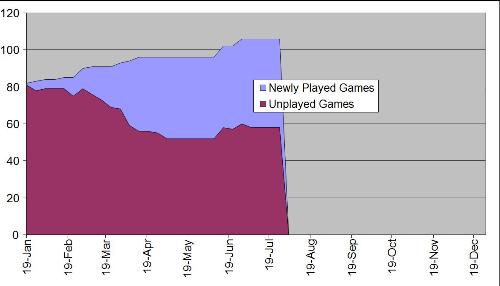 120
100
80
60
40
20
0
Newly Played Games
Unplayed Games
19-Jan
19-Feb
19-Mar
19-Apr
19-May
19-Jun
19-Jul
19-Aug
19-Sep
19-Oct
19-Nov
19-Dec